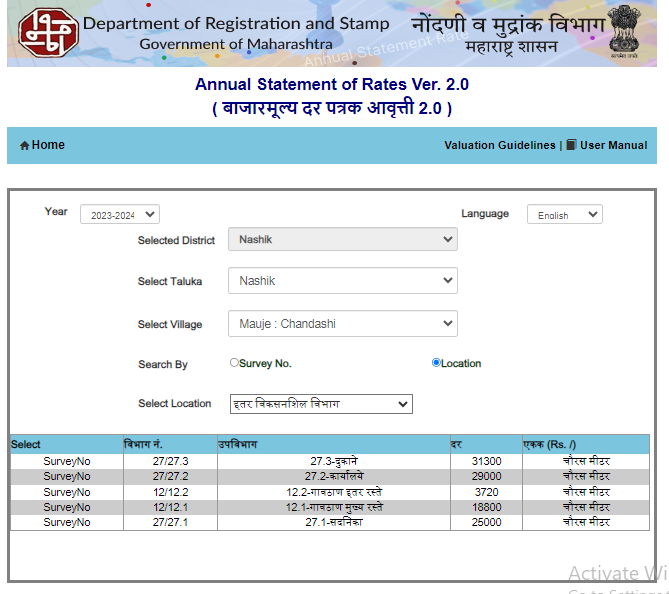 Department of Registration and Stamp
Government of Maharashtra
नोंदणी व मुद्रांक विभाग
महाराष्ट्र शासन
Annual Statement Rate
Annual Statement of Rates Ver. 2.0
( बाजारमूल्य दर पत्रक आवृत्ती 2.0 )
Home Valuation Guidelines | User Manual
Year 2023-2024 Language English
Selected District Nashik
Select Taluka Nashik
Select Village Mauje : Chandashi
Search By Survey No. Location
Select Location इतर विकसनशिल विभाग
Select विभाग नं. उपविभाग दर एकक (Rs. /)
SurveyNo 27/27.3 27.3-दुकाने 31300 चौरस मीटर
SurveyNo 27/27.2 27.2-कार्यालये 29000 चौरस मीटर
SurveyNo 12/12.2 12.2-गावठाण इतर रस्ते 3720 चौरस मीटर
SurveyNo 12/12.1 12.1-गावठाण मुख्य रस्ते 18800 चौरस मीटर
SurveyNo 27/27.1 27.1-सदनिका 25000 चौरस मीटर
Activate Wi